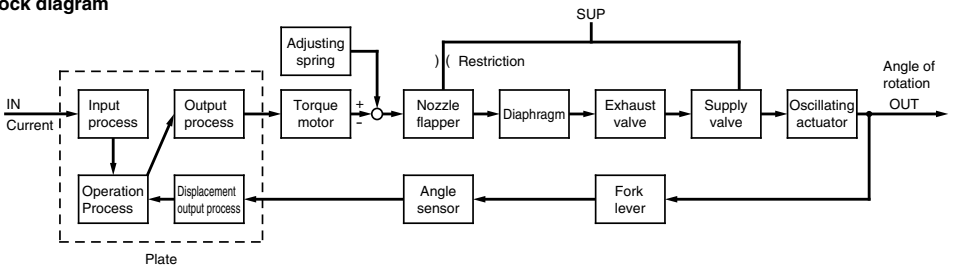 ock diagram
SUP
Adjusting
spring
) ( Restriction
Angle of
rotation
IN
Current
Input
process
Output
process
Torque
motor
+
-
Nozzle
flapper
Diaphragm
Exhaust
valve
Supply
valve
Oscillating
actuator
OUT
Operation
Process
Displacement
output process
Angle
sensor
Fork
lever
Plate